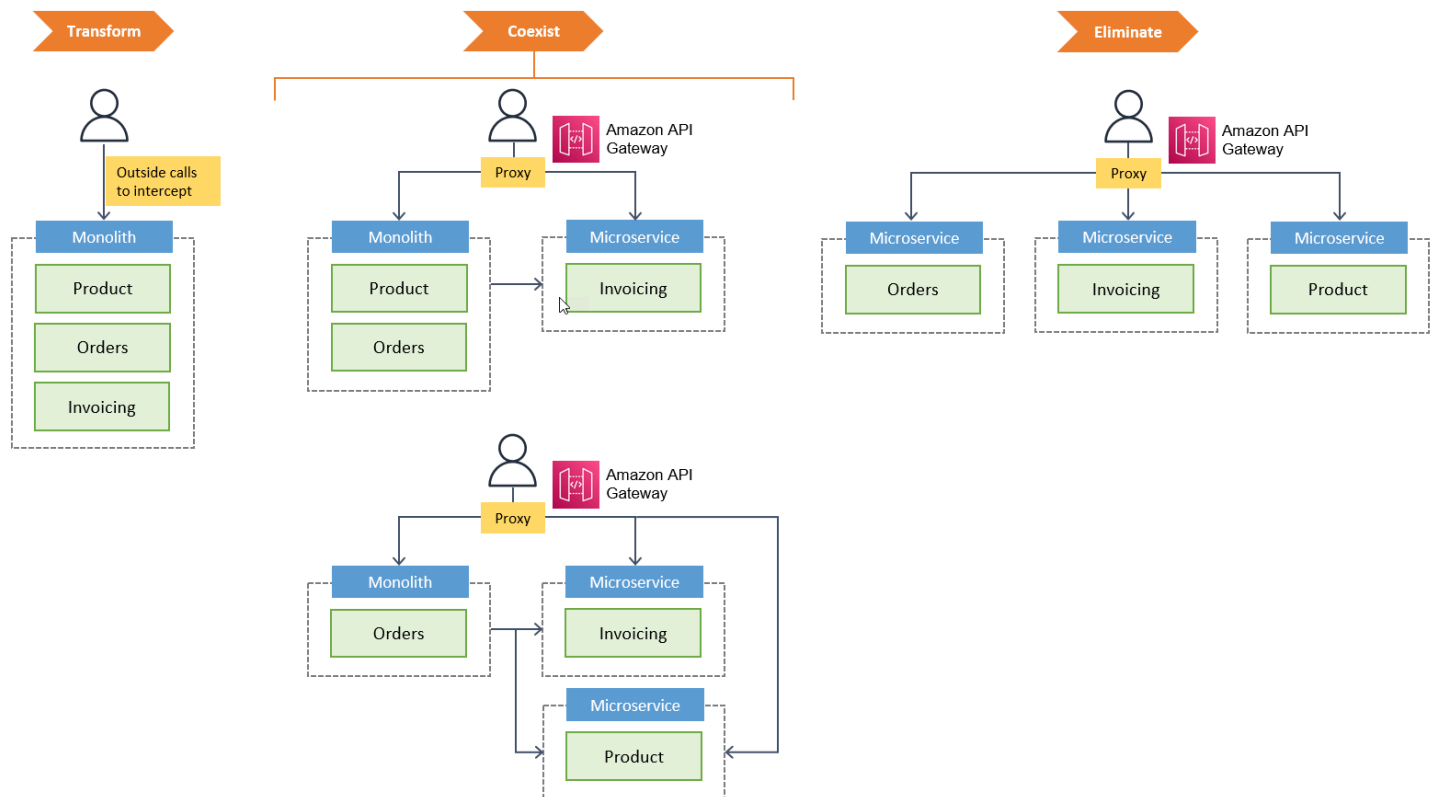 Transform
Coexist
Eliminate
Outside calls
to intercept
Monolith
Product
Orders
Invoicing
Amazon API
Gateway
Proxy
Monolith
Product
Orders
Microservice
Invoicing
Amazon API
Gateway
Proxy
Monolith
Orders
Microservice
Invoicing
Microservice
Product
Amazon API
Gateway
Proxy
Microservice
Orders
Microservice
Invoicing
Microservice
Product